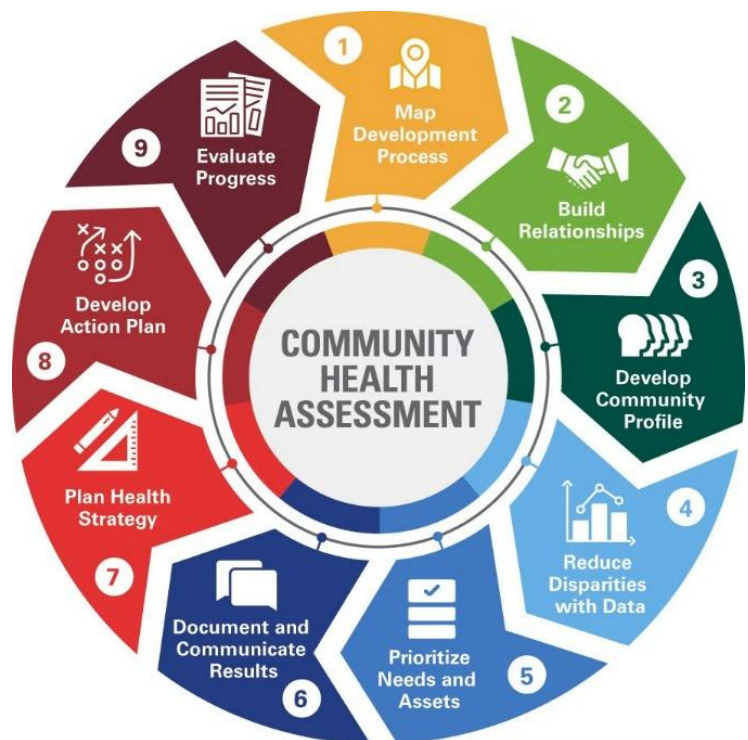 COMMUNITY
HEALTH
ASSESSMENT
1
Map
Development
Process
2
Build
Relationships
3
Develop
Community
Profile
4
Reduce
Disparities
with Data
5
Prioritize
Needs and
Assets
6
Document and
Communicate
Results
7
Plan Health
Strategy
8
Develop
Action Plan
9
Evaluate
Progress